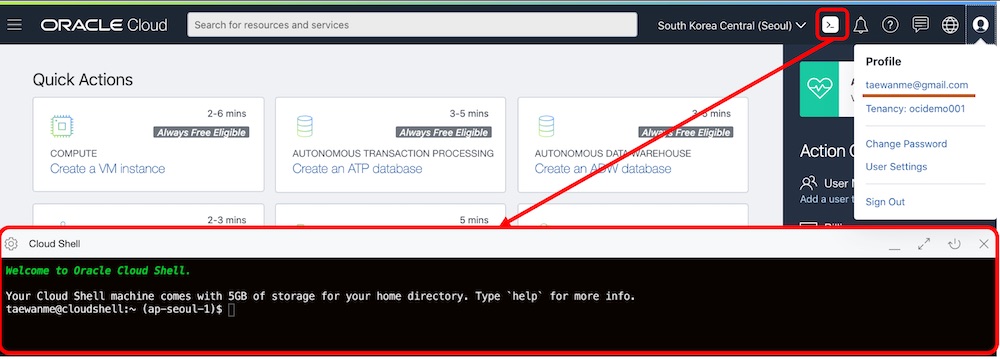 ORACLE Cloud
Search for resources and services
South Korea Central (Seoul)
Profile
taewanme@gmail.com
Tenancy: ocidemo001
Change Password
User Settings
Sign Out
Quick Actions
2-6 mins
Always Free Eligible
COMPUTE
Create a VM instance
3-5 mins
Always Free Eligible
AUTONOMOUS TRANSACTION PROCESSING
Create an ATP database
3-5 mins
Always Free Eligible
AUTONOMOUS DATA WAREHOUSE
Create an ADW database
Action
User
Add a user
2-3 mins
5 mins
Cloud Shell
Welcome to Oracle Cloud Shell.
Your Cloud Shell machine comes with 5GB of storage for your home directory. Type `help` for more info.
taewanme@cloudshell:~ (ap-seoul-1)$